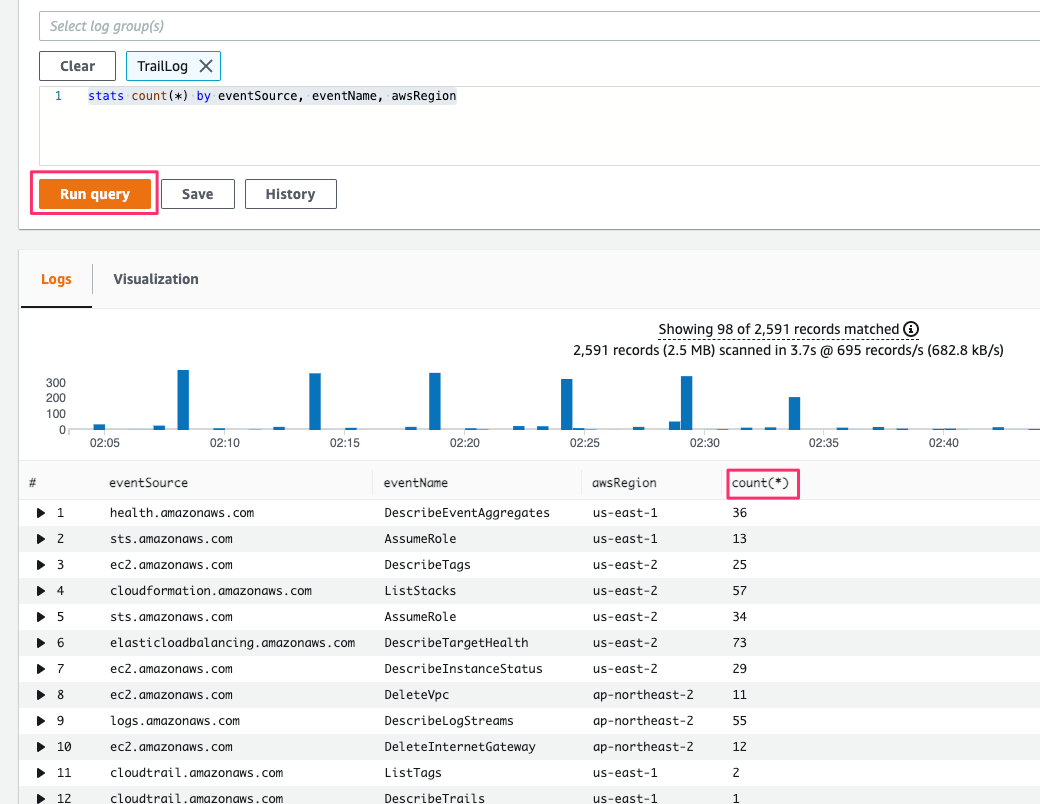 Select log group(s)
Clear TrailLog
1 stats count(*) by eventSource, eventName, awsRegion
Run query Save History
Logs Visualization
Showing 98 of 2,591 records matched
2,591 records (2.5 MB) scanned in 3.7s @ 695 records/s (682.8 kB/s)
300
200
100
0
02:05 02:10 02:15 02:20 02:25 02:30 02:35 02:40
# eventSource eventName awsRegion count(*)
1 health.amazonaws.com DescribeEventAggregates us-east-1 36
2 sts.amazonaws.com AssumeRole us-east-1 13
3 ec2.amazonaws.com DescribeTags us-east-2 25
4 cloudformation.amazonaws.com ListStacks us-east-2 57
5 sts.amazonaws.com AssumeRole us-east-2 34
6 elasticloadbalancing.amazonaws.com DescribeTargetHealth us-east-2 73
7 ec2.amazonaws.com DescribeInstanceStatus us-east-2 29
8 ec2.amazonaws.com DeleteVpc ap-northeast-2 11
9 logs.amazonaws.com DescribeLogStreams ap-northeast-2 55
10 ec2.amazonaws.com DeleteInternetGateway ap-northeast-2 12
11 cloudtrail.amazonaws.com ListTags us-east-1 2
12 cloudtrail.amazonaws.com DescribeTrails us-east-1 1